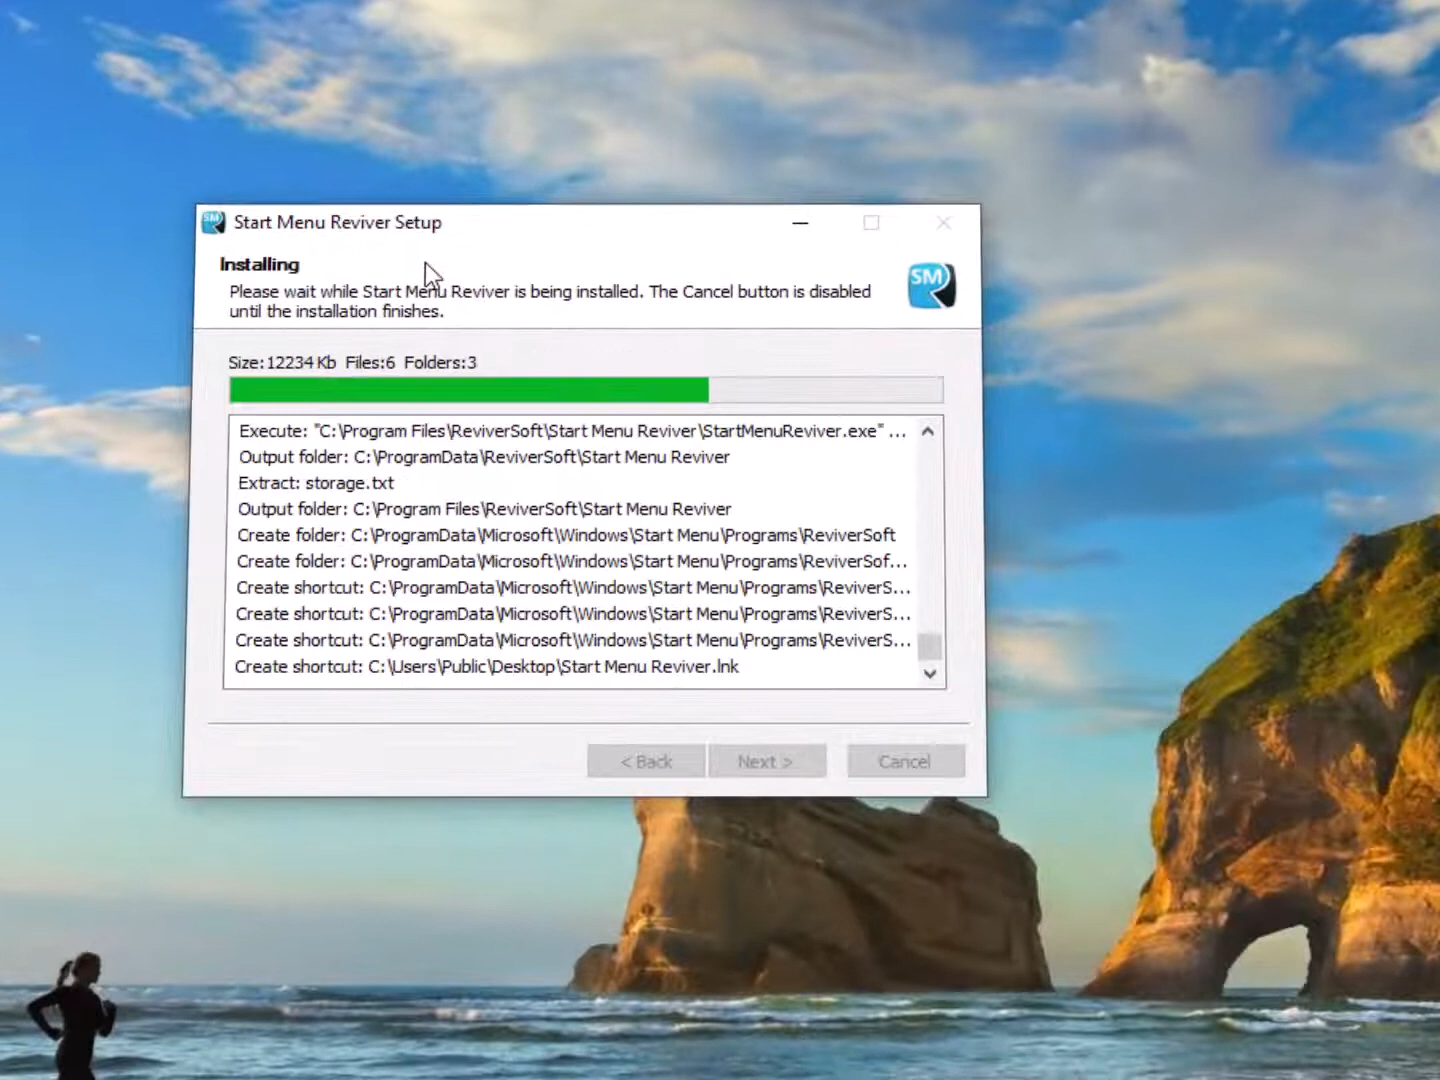 SM
Start Menu Reviver Setup
Installing
Please wait while Start Menu Reviver is being installed. The Cancel button is disabled
until the installation finishes.
SM
Size:12234 Kb Files:6 Folders:3
Execute: "C:\Program Files\ReviverSoft\Start Menu Reviver\StartMenuReviver.exe" ...
Output folder: C:\ProgramData\ReviverSoft\Start Menu Reviver
Extract: storage.txt
Output folder: C:\Program Files\ReviverSoft\Start Menu Reviver
Create folder: C:\ProgramData\Microsoft\Windows\Start Menu\Programs\ReviverSoft
Create folder: C:\ProgramData\Microsoft\Windows\Start Menu\Programs\ReviverSof...
Create shortcut: C:\ProgramData\Microsoft\Windows\Start Menu\Programs\ReviverS...
Create shortcut: C:\ProgramData\Microsoft\Windows\Start Menu\Programs\ReviverS...
Create shortcut: C:\ProgramData\Microsoft\Windows\Start Menu\Programs\ReviverS...
Create shortcut: C:\Users\Public\Desktop\Start Menu Reviver.lnk
< Back Next > Cancel